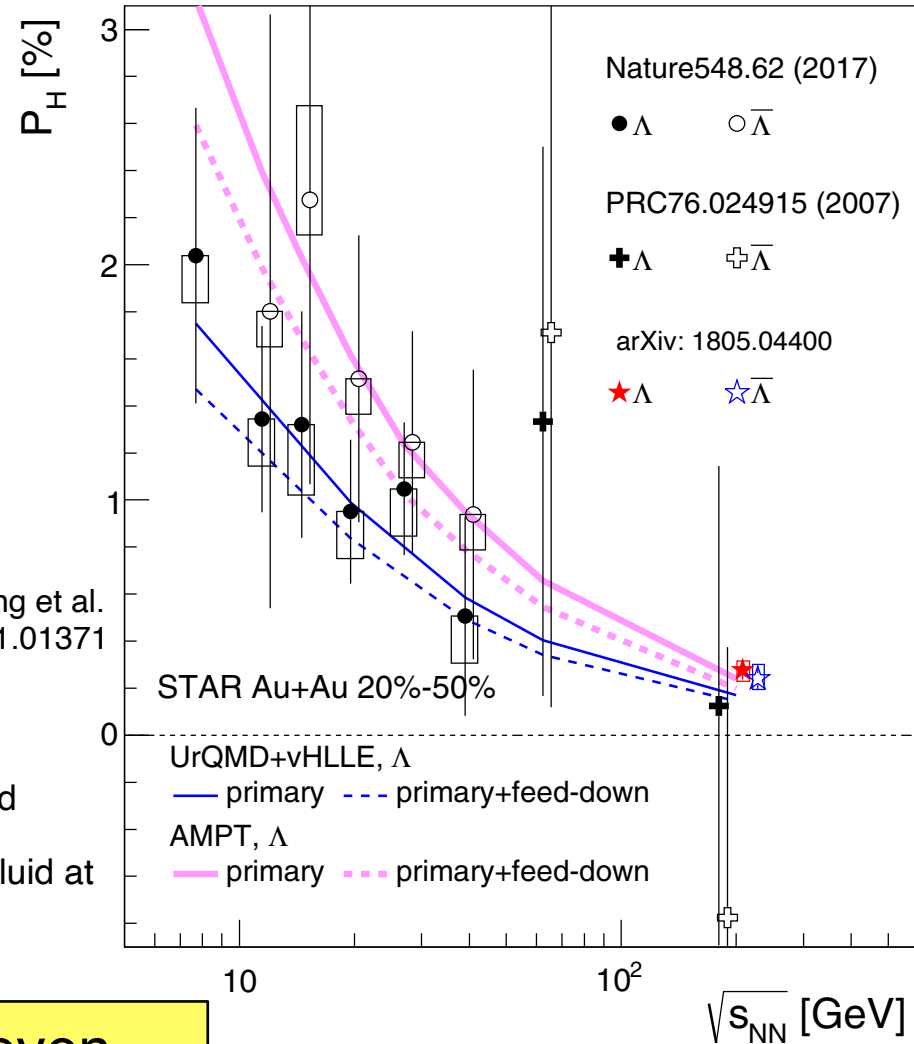 P_H [%]
3
2
1
0
Nature548.62 (2017)
Λ Λ̅
PRC76.024915 (2007)
Λ Λ̅
arXiv: 1805.04400
Λ Λ̅
ng et al.
1.01371
STAR Au+Au 20%-50%
UrQMD+vHLLE, Λ
primary primary+feed-down
AMPT, Λ
primary primary+feed-down
d
luid at
10 10²
√s_NN [GeV]